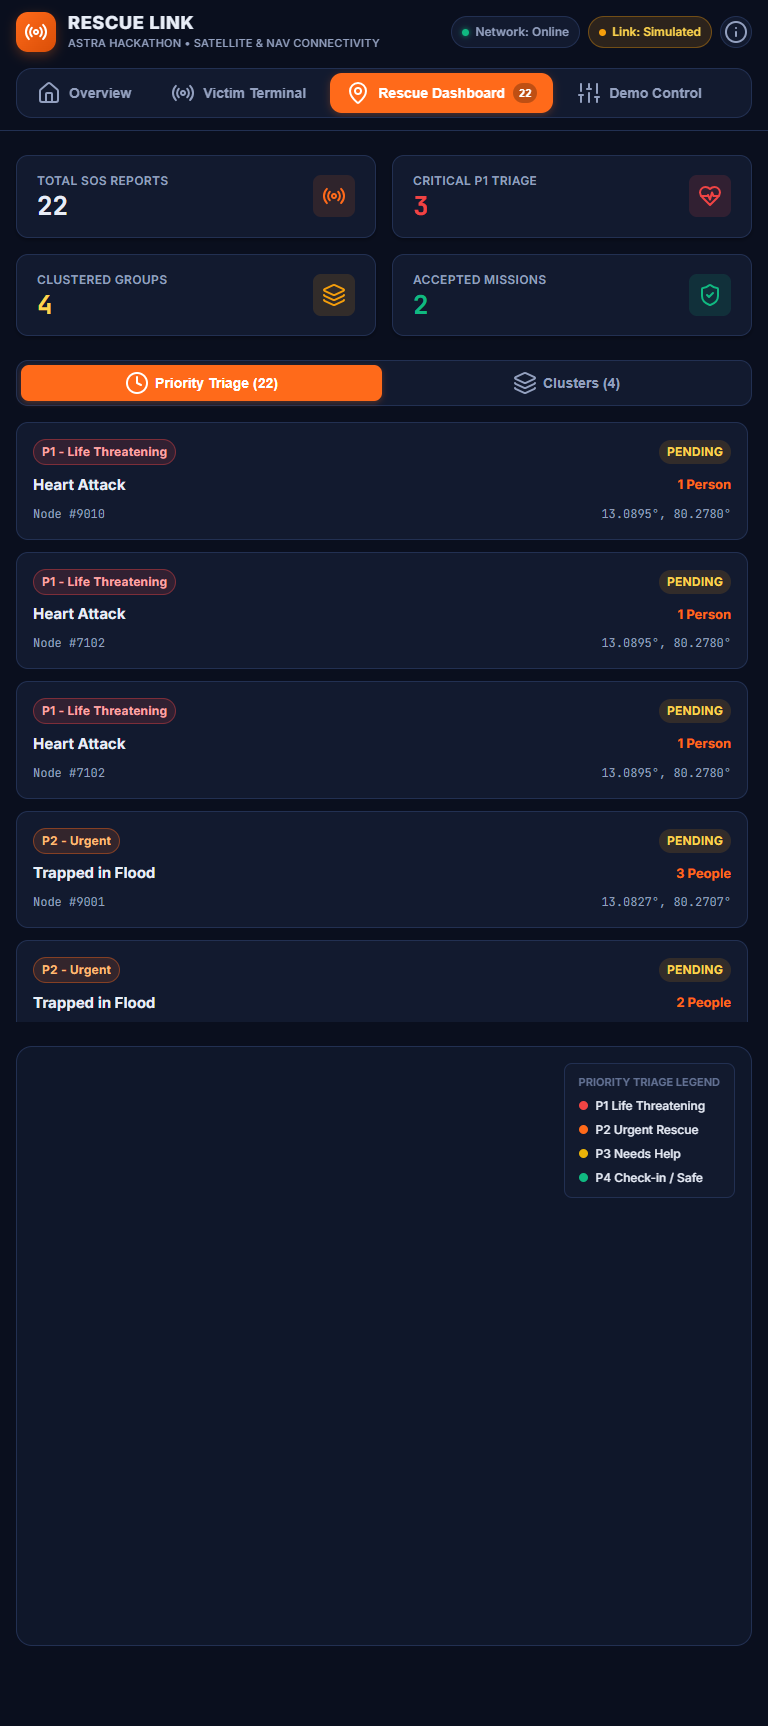 RESCUE LINK
ASTRA HACKATHON • SATELLITE & NAV CONNECTIVITY
Network: Online
Link: Simulated
Overview
Victim Terminal
Rescue Dashboard 22
Demo Control
TOTAL SOS REPORTS
22
CRITICAL P1 TRIAGE
3
CLUSTERED GROUPS
4
ACCEPTED MISSIONS
2
Priority Triage (22)
Clusters (4)
P1 - Life Threatening
PENDING
Heart Attack
1 Person
Node #9010
13.0895°, 80.2780°
P1 - Life Threatening
PENDING
Heart Attack
1 Person
Node #7102
13.0895°, 80.2780°
P1 - Life Threatening
PENDING
Heart Attack
1 Person
Node #7102
13.0895°, 80.2780°
P2 - Urgent
PENDING
Trapped in Flood
3 People
Node #9001
13.0827°, 80.2707°
P2 - Urgent
PENDING
Trapped in Flood
2 People
PRIORITY TRIAGE LEGEND
P1 Life Threatening
P2 Urgent Rescue
P3 Needs Help
P4 Check-in / Safe